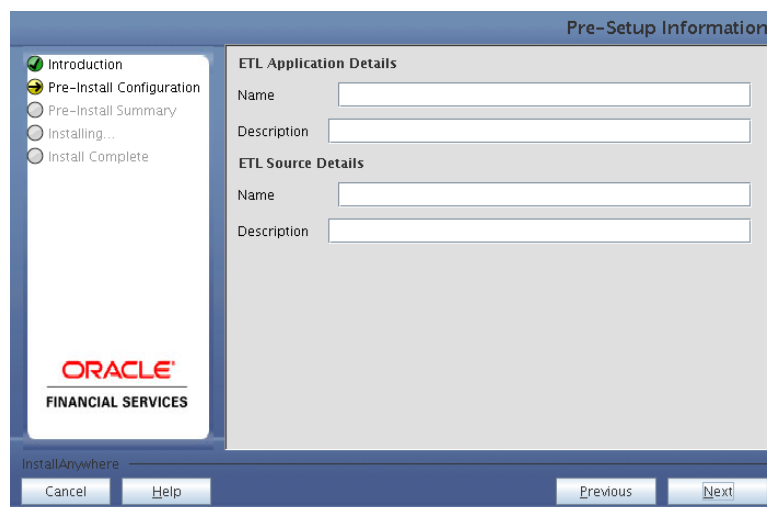 Pre-Setup Information
Introduction
Pre-Install Configuration
Pre-Install Summary
Installing...
Install Complete
ETL Application Details
Name
Description
ETL Source Details
Name
Description
ORACLE
FINANCIAL SERVICES
InstallAnywhere
Cancel Help Previous Next